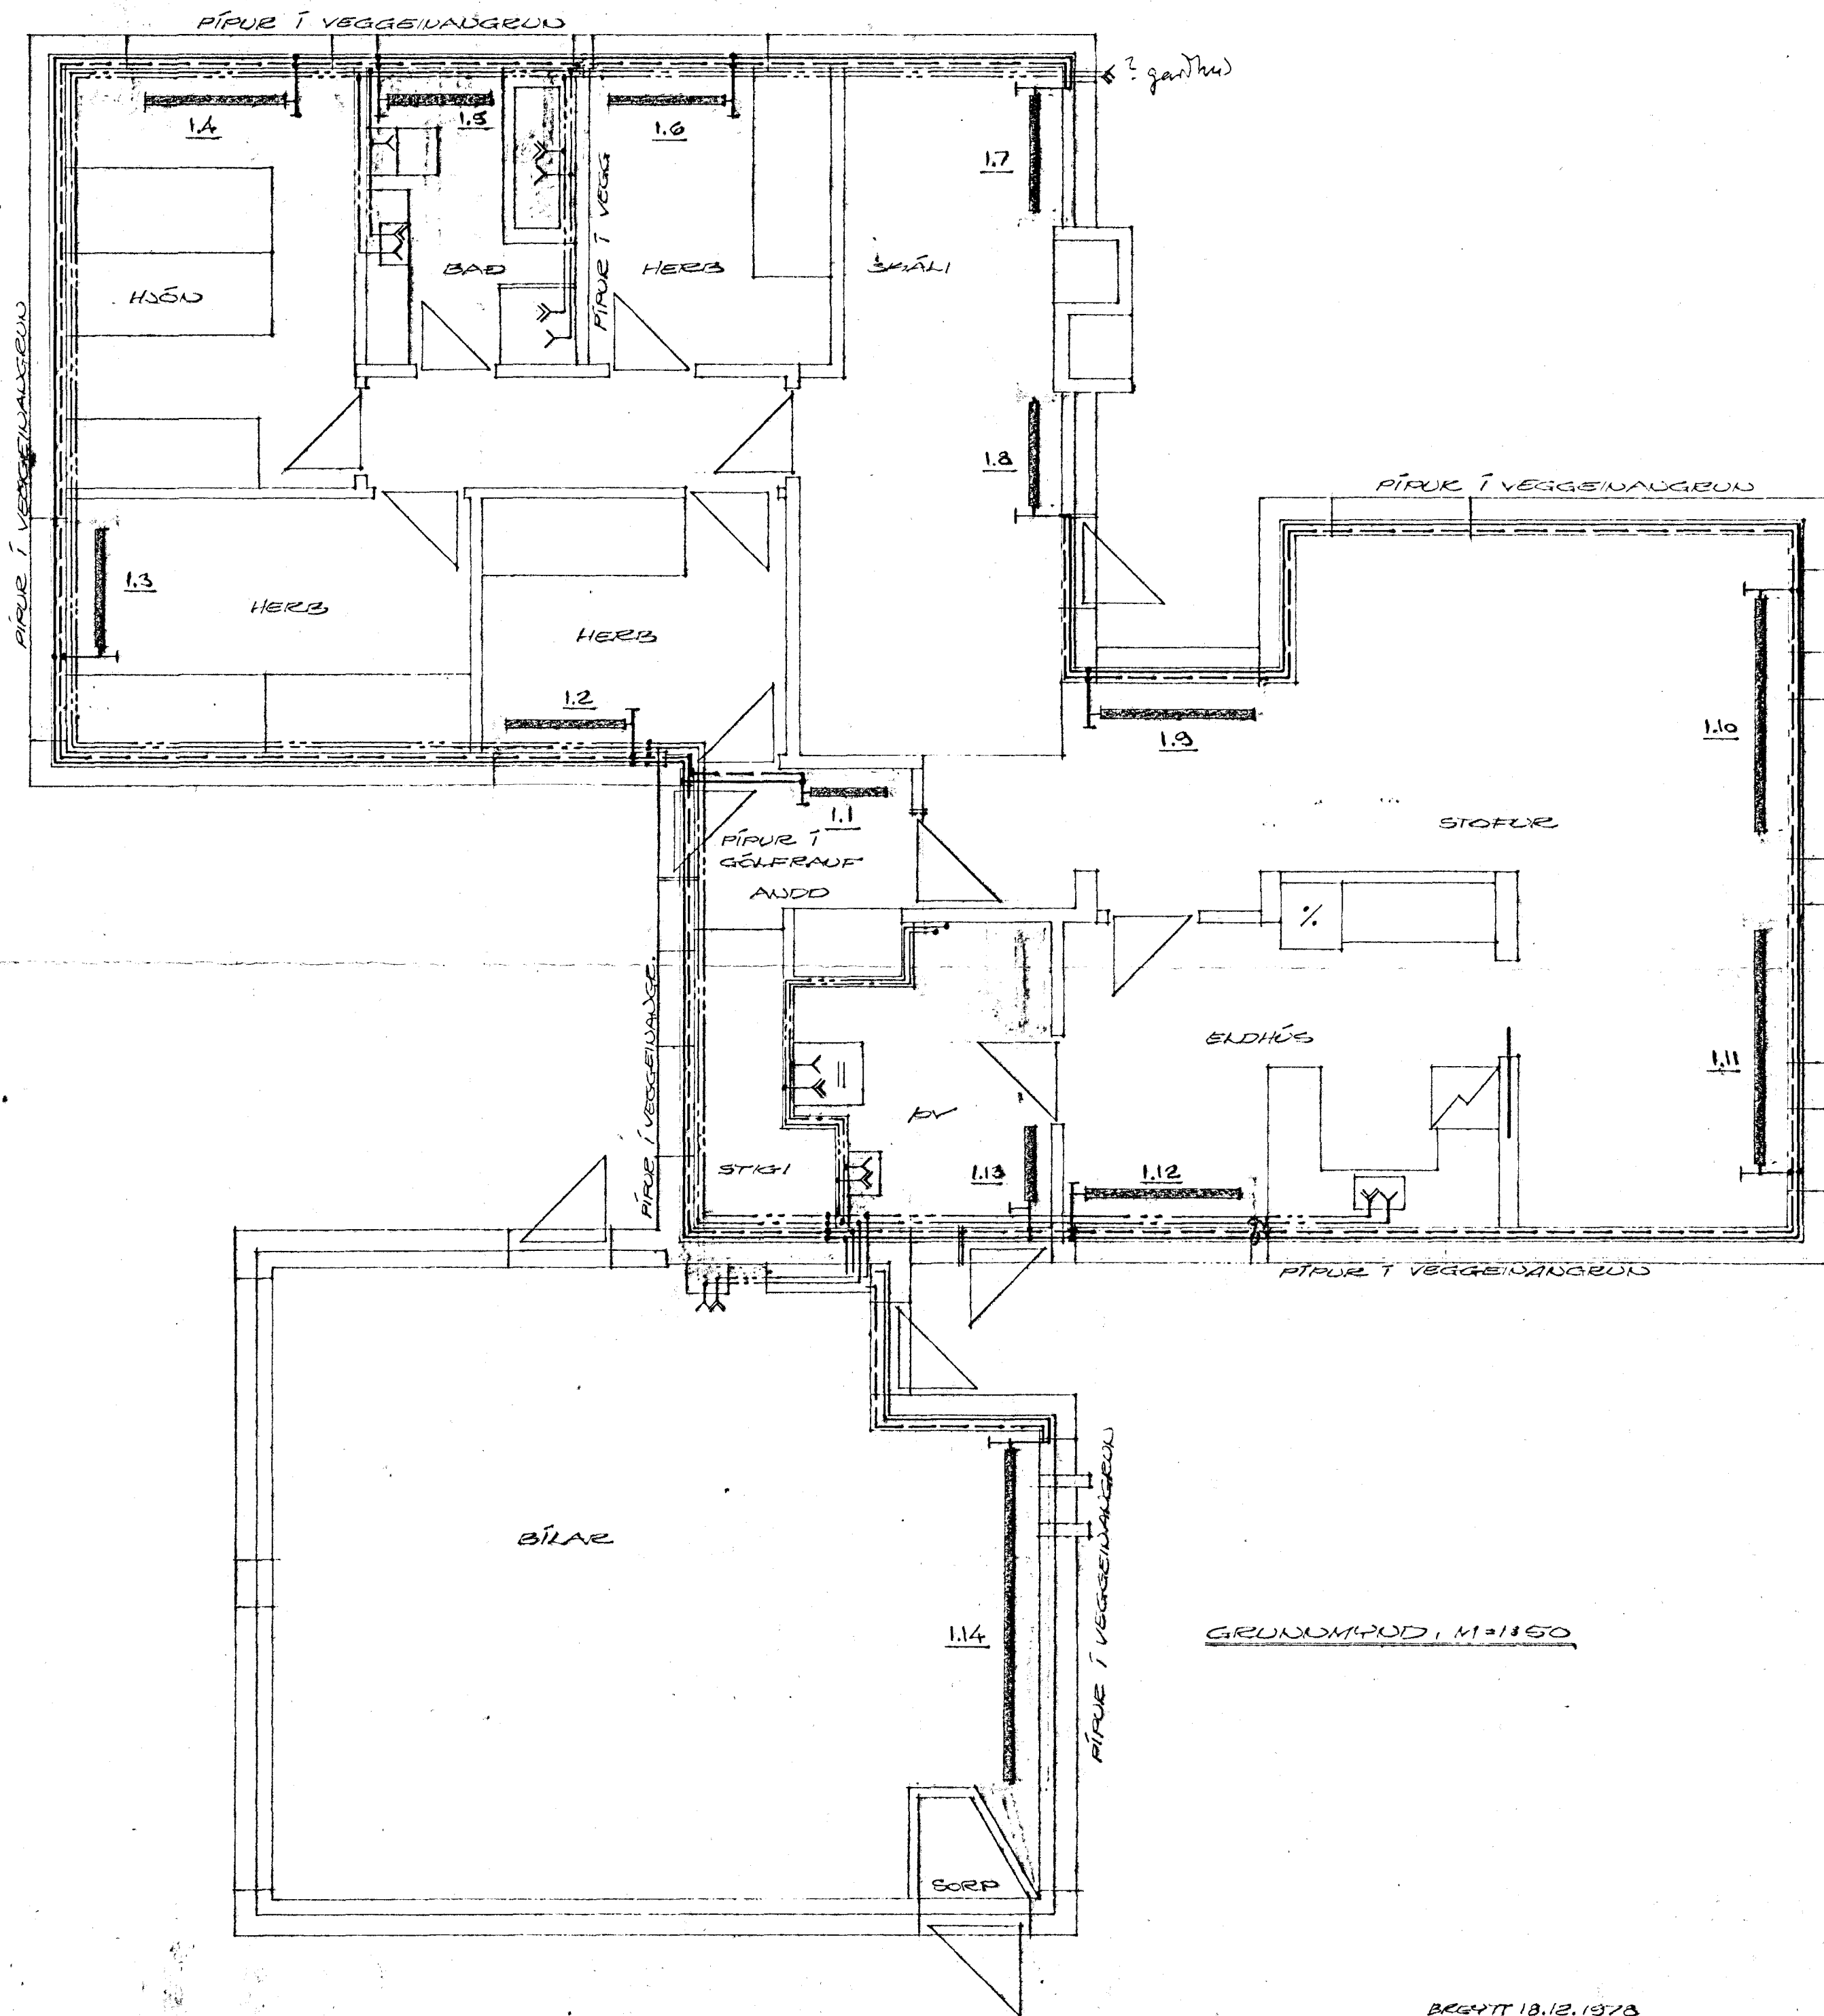 PÍPUR Í VEGGEINANGRUN
1.4
1.5
1.6
1.7
PÍPUR Í VEGG
BAÐ
HERB
SKÁLI
HJÓN
PÍPUR Í VEGGEINANGRUN
1.8
PÍPUR Í VEGGEINANGRUN
1.3
HERB
HERB
1.2
1.9
1.10
1.1
STOFUR
PÍPUR Í
GÓLFRAUF
ANDD
%
PÍPUR Í VEGGEINANGR.
ELDHÚS
1.11
ÞV
STIGI
1.13
1.12
PÍPUR Í VEGGEINANGRUN
BÍLAR
PÍPUR Í VEGGEINANGRUN
1.14
GRUNNMYND, M=1:50
SORP
BREYTT 18.12.1978